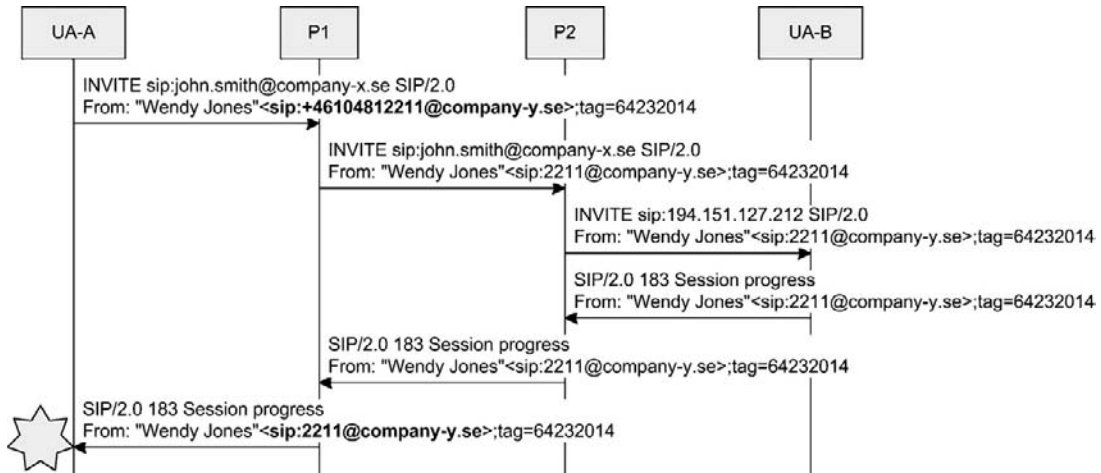 UA-A
P1
P2
UA-B
INVITE sip:john.smith@company-x.se SIP/2.0
From: "Wendy Jones"<sip:+46104812211@company-y.se>;tag=64232014
INVITE sip:john.smith@company-x.se SIP/2.0
From: "Wendy Jones"<sip:2211@company-y.se>;tag=64232014
INVITE sip:194.151.127.212 SIP/2.0
From: "Wendy Jones"<sip:2211@company-y.se>;tag=64232014
SIP/2.0 183 Session progress
From: "Wendy Jones"<sip:2211@company-y.se>;tag=64232014
SIP/2.0 183 Session progress
From: "Wendy Jones"<sip:2211@company-y.se>;tag=64232014
SIP/2.0 183 Session progress
From: "Wendy Jones"<sip:2211@company-y.se>;tag=64232014